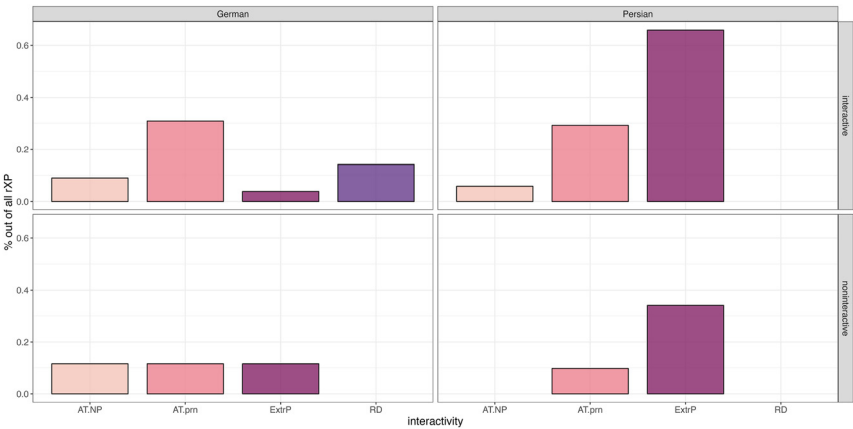 German
Persian
0.6
0.4
0.2
0.0
interactive
0.6
0.4
0.2
0.0
noninteractive
% out of all rXP
AT.NP
AT.prn
ExtrP
RD
AT.NP
AT.prn
ExtrP
RD
interactivity